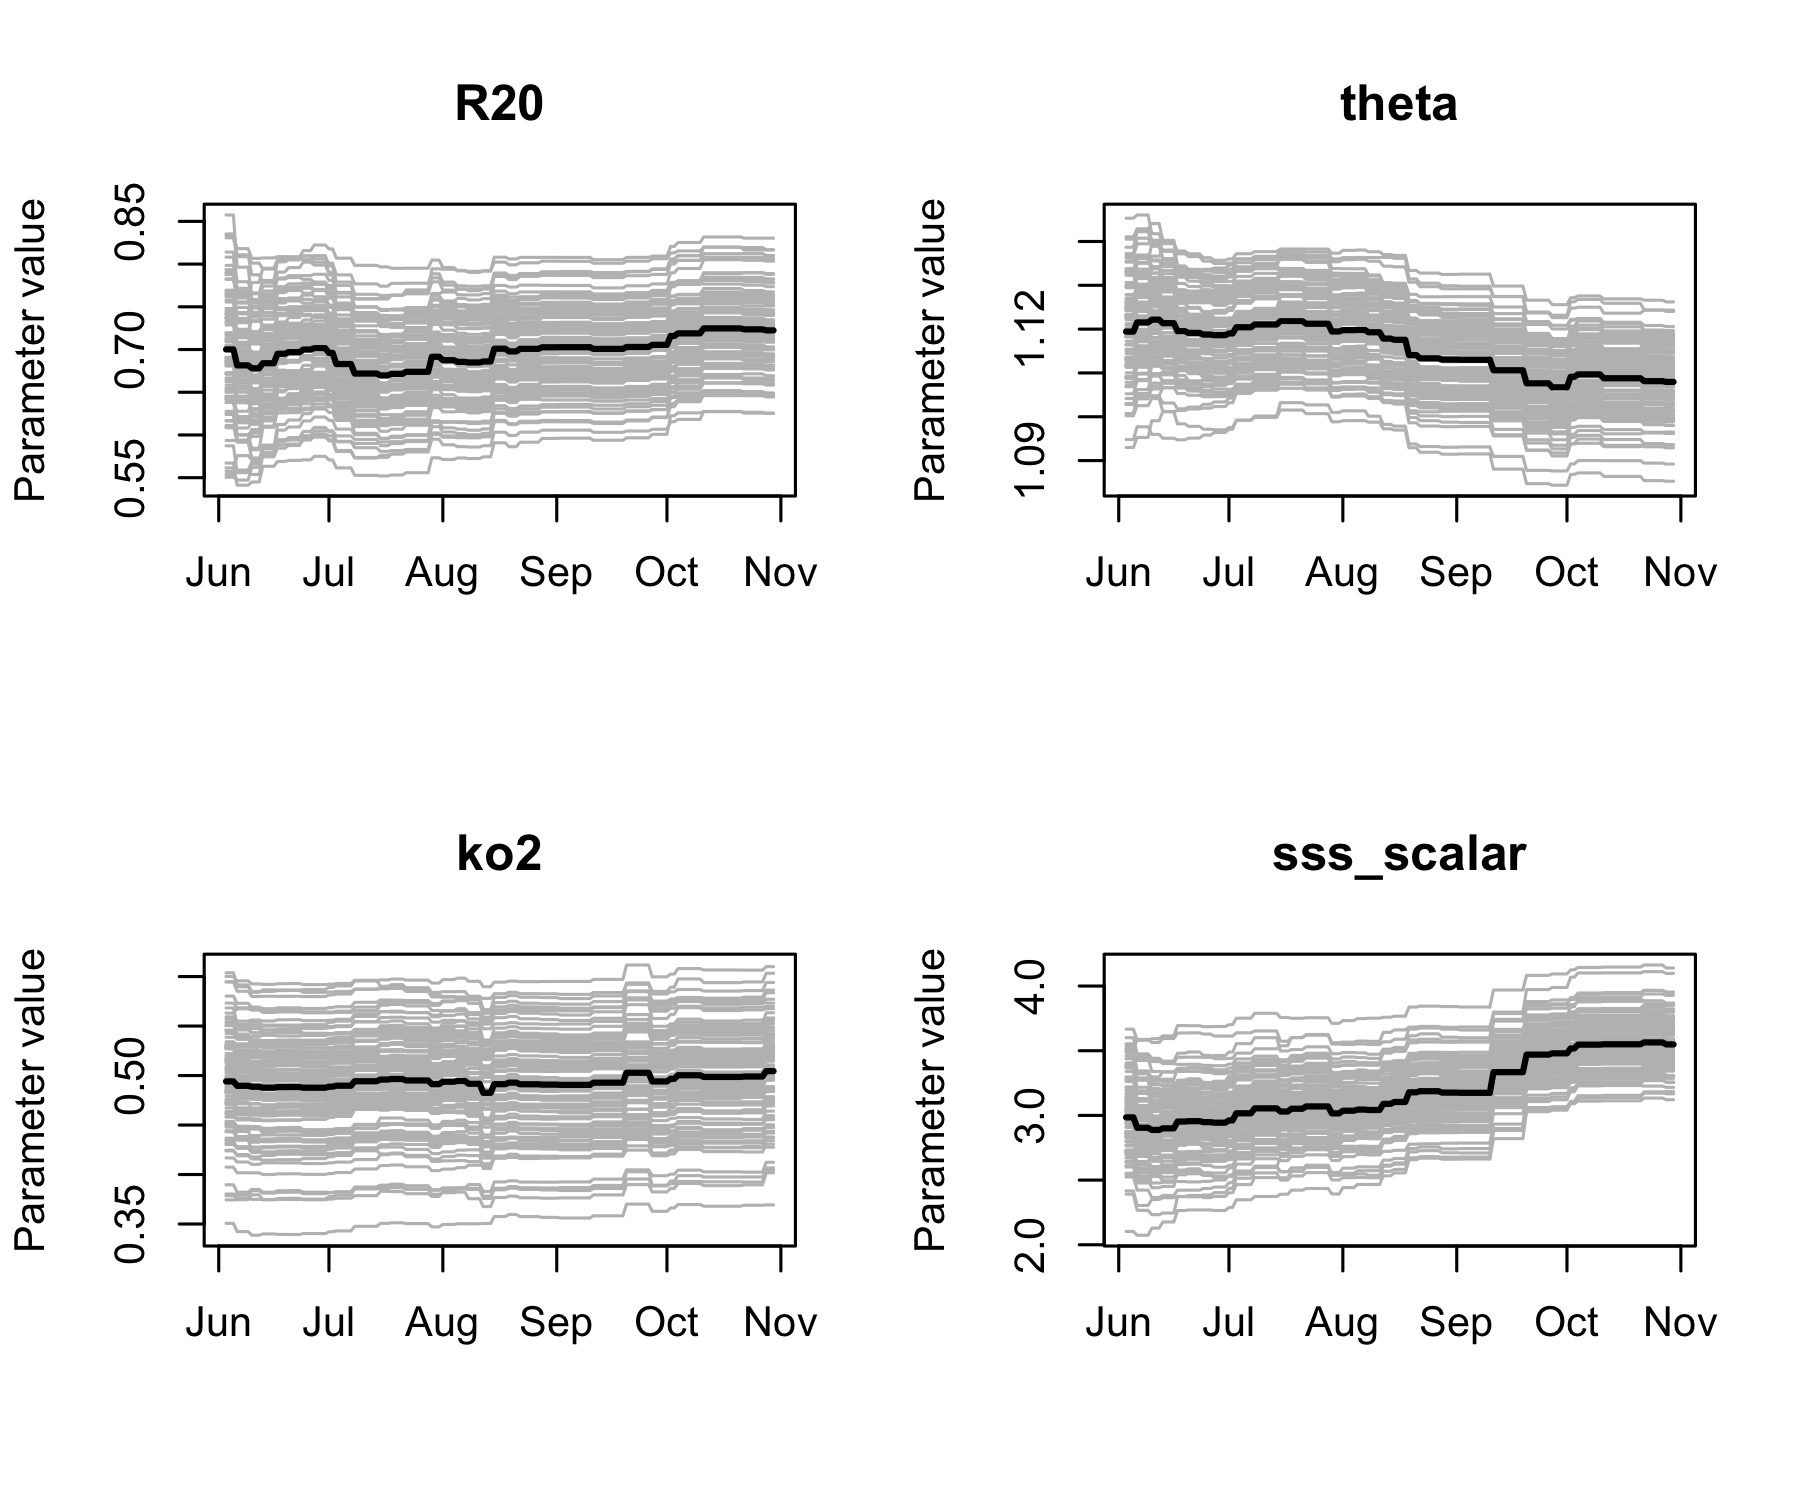 R20
Parameter value
0.55 0.70 0.85
Jun Jul Aug Sep Oct Nov
theta
Parameter value
1.09 1.12
Jun Jul Aug Sep Oct Nov
ko2
Parameter value
0.35 0.50
Jun Jul Aug Sep Oct Nov
sss_scalar
Parameter value
2.0 3.0 4.0
Jun Jul Aug Sep Oct Nov